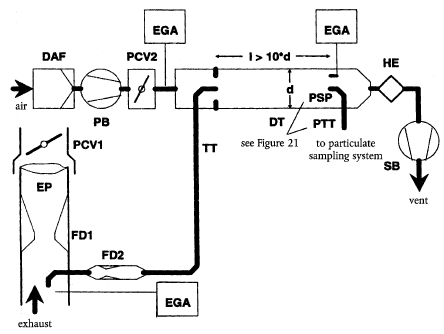 EGA
EGA
DAF
PCV2
l > 10*d
HE
d
air
PB
PSP
DT
PTT
PCV1
TT
see Figure 21
to particulate
sampling system
SB
EP
vent
FD1
FD2
EGA
exhaust